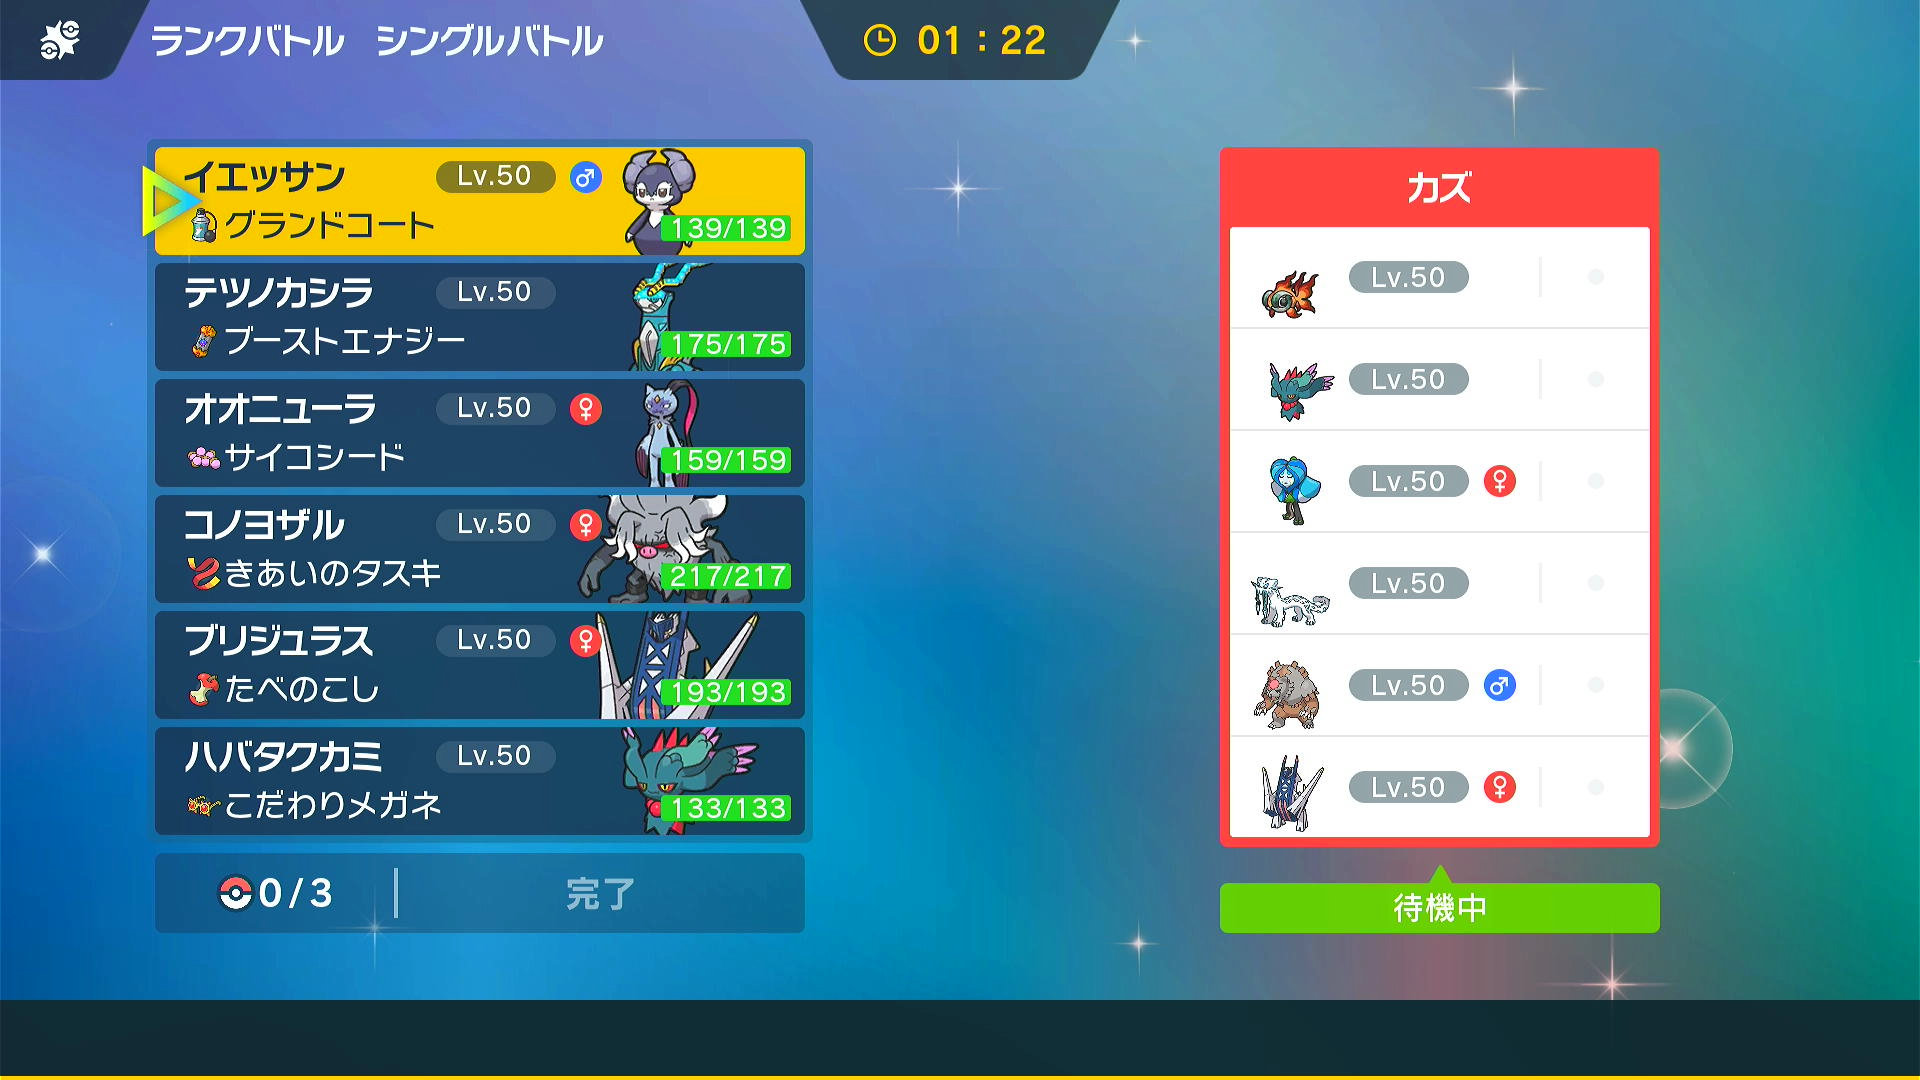 ランクバトル シングルバトル
01:22
イエッサン Lv.50 ♂
グランドコート 139/139
テツノカシラ Lv.50
ブーストエナジー 175/175
オオニューラ Lv.50 ♀
サイコシード 159/159
コノヨザル Lv.50 ♀
きあいのタスキ 217/217
ブリジュラス Lv.50 ♀
たべのこし 193/193
ハバタクカミ Lv.50
こだわりメガネ 133/133
0/3 完了
カズ
Lv.50
Lv.50
Lv.50 ♀
Lv.50
Lv.50 ♂
Lv.50 ♀
待機中